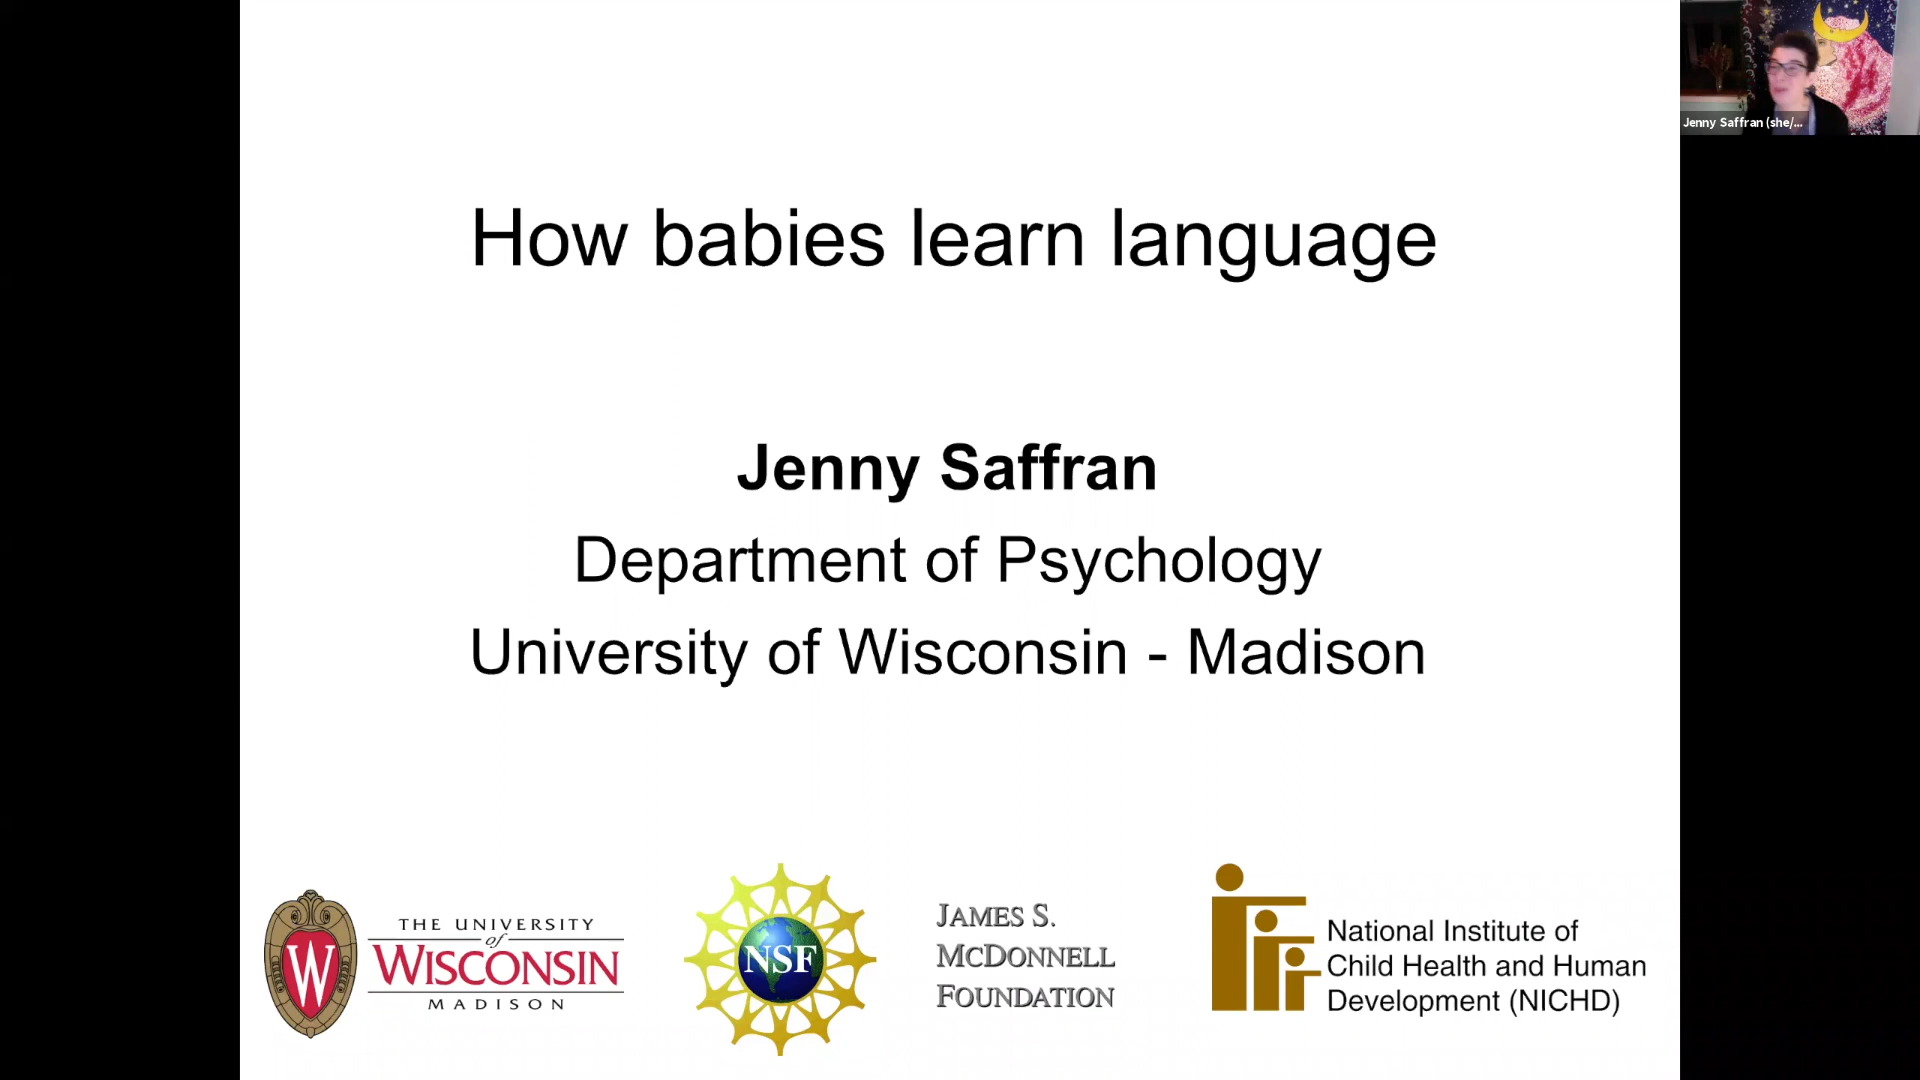 How babies learn language
Jenny Saffran
Department of Psychology
University of Wisconsin - Madison
THE UNIVERSITY
of
WISCONSIN
MADISON
W
NSF
JAMES S.
MCDONNELL
FOUNDATION
National Institute of
Child Health and Human
Development (NICHD)
Jenny Saffran (she/...